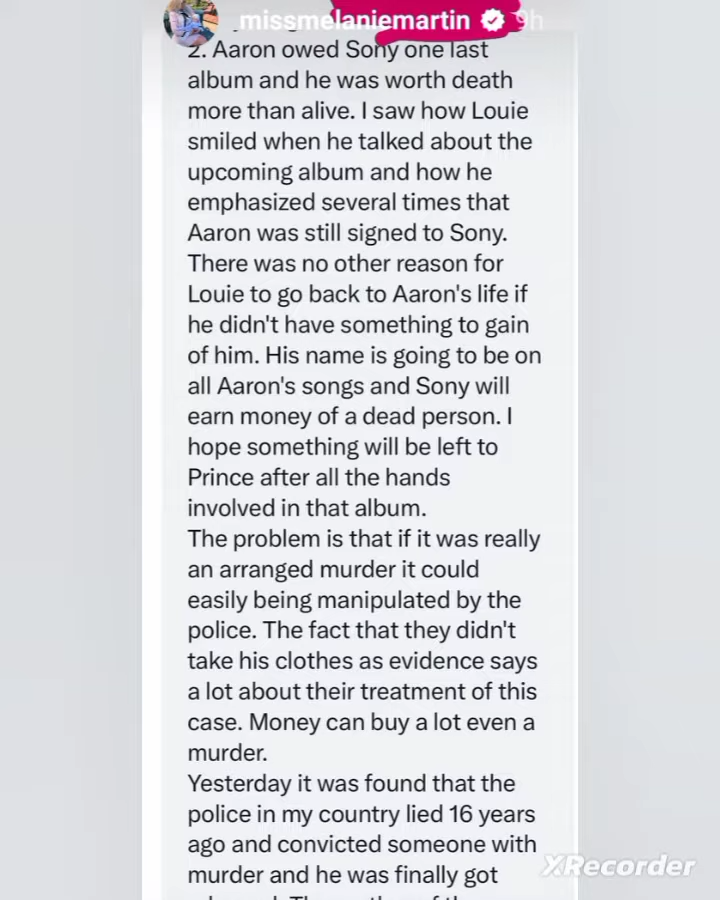 missmelaniemartin 9h
2. Aaron owed Sony one last
album and he was worth death
more than alive. I saw how Louie
smiled when he talked about the
upcoming album and how he
emphasized several times that
Aaron was still signed to Sony.
There was no other reason for
Louie to go back to Aaron's life if
he didn't have something to gain
of him. His name is going to be on
all Aaron's songs and Sony will
earn money of a dead person. I
hope something will be left to
Prince after all the hands
involved in that album.
The problem is that if it was really
an arranged murder it could
easily being manipulated by the
police. The fact that they didn't
take his clothes as evidence says
a lot about their treatment of this
case. Money can buy a lot even a
murder.
Yesterday it was found that the
police in my country lied 16 years
ago and convicted someone with
murder and he was finally got
XRecorder